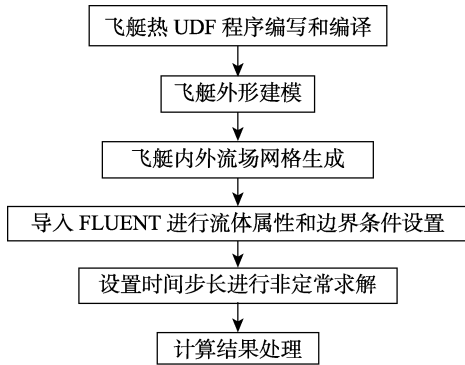 飞艇热 UDF 程序编写和编译
飞艇外形建模
飞艇内外流场网格生成
导入 FLUENT 进行流体属性和边界条件设置
设置时间步长进行非定常求解
计算结果处理